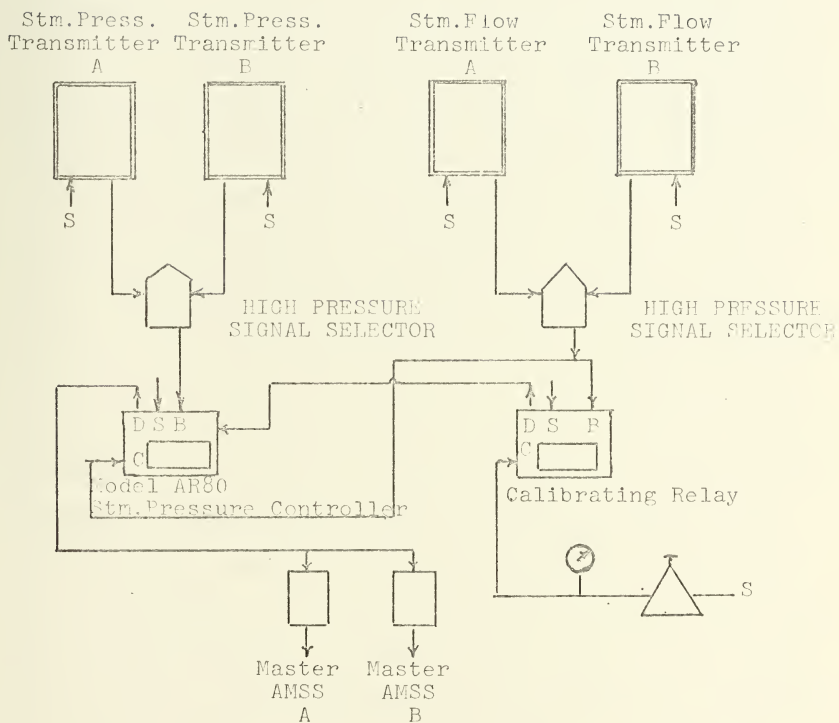 Stm.Press. Stm.Press. Stm.Flow Stm.Flow
Transmitter Transmitter Transmitter Transmitter
A B A B
S S S S
HIGH PRESSURE
SIGNAL SELECTOR
HIGH PRESSURE
SIGNAL SELECTOR
D S B
C
D S B
C
Model AR80
Stm.Pressure Controller
Calibrating Relay
S
Master Master
AMSS AMSS
A B